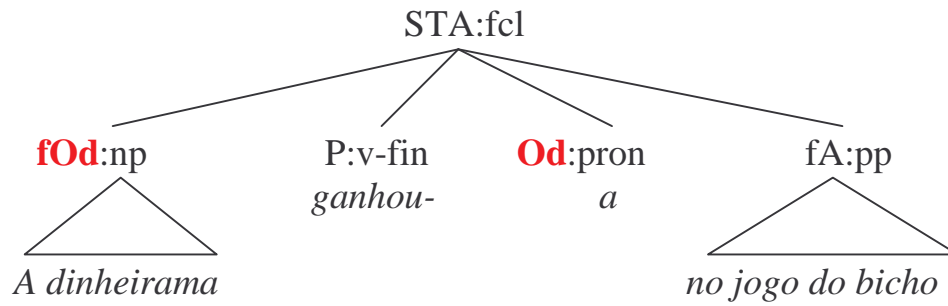 STA:fcl
fOd:np P:v-fin Od:pron fA:pp
ganhou- a
A dinheirama no jogo do bicho